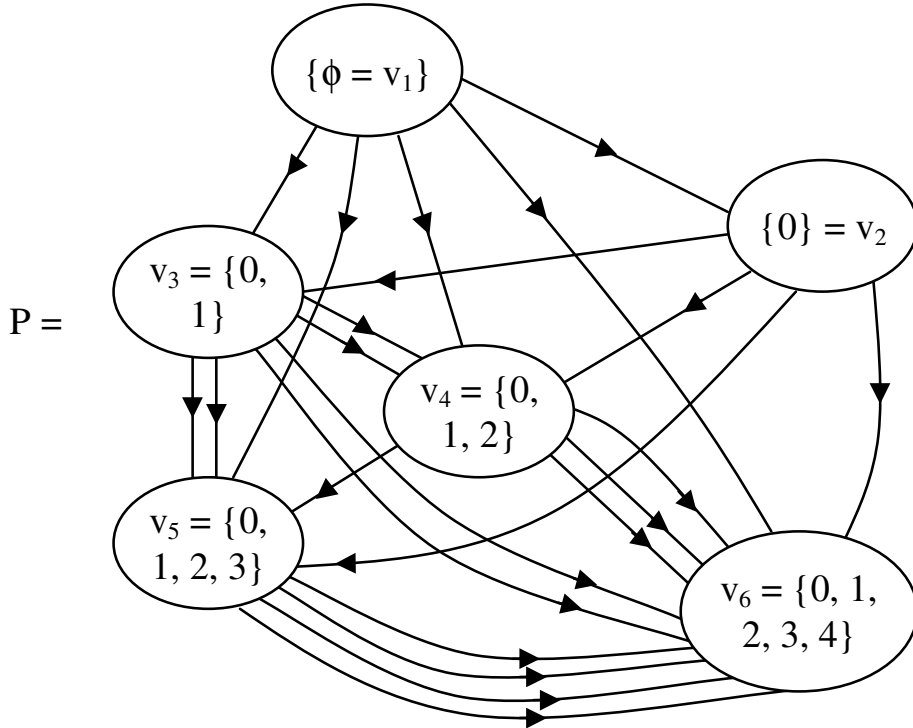 {ϕ = v₁}
{0} = v₂
v₃ = {0,
1}
P =
v₄ = {0,
1, 2}
v₅ = {0,
1, 2, 3}
v₆ = {0, 1,
2, 3, 4}